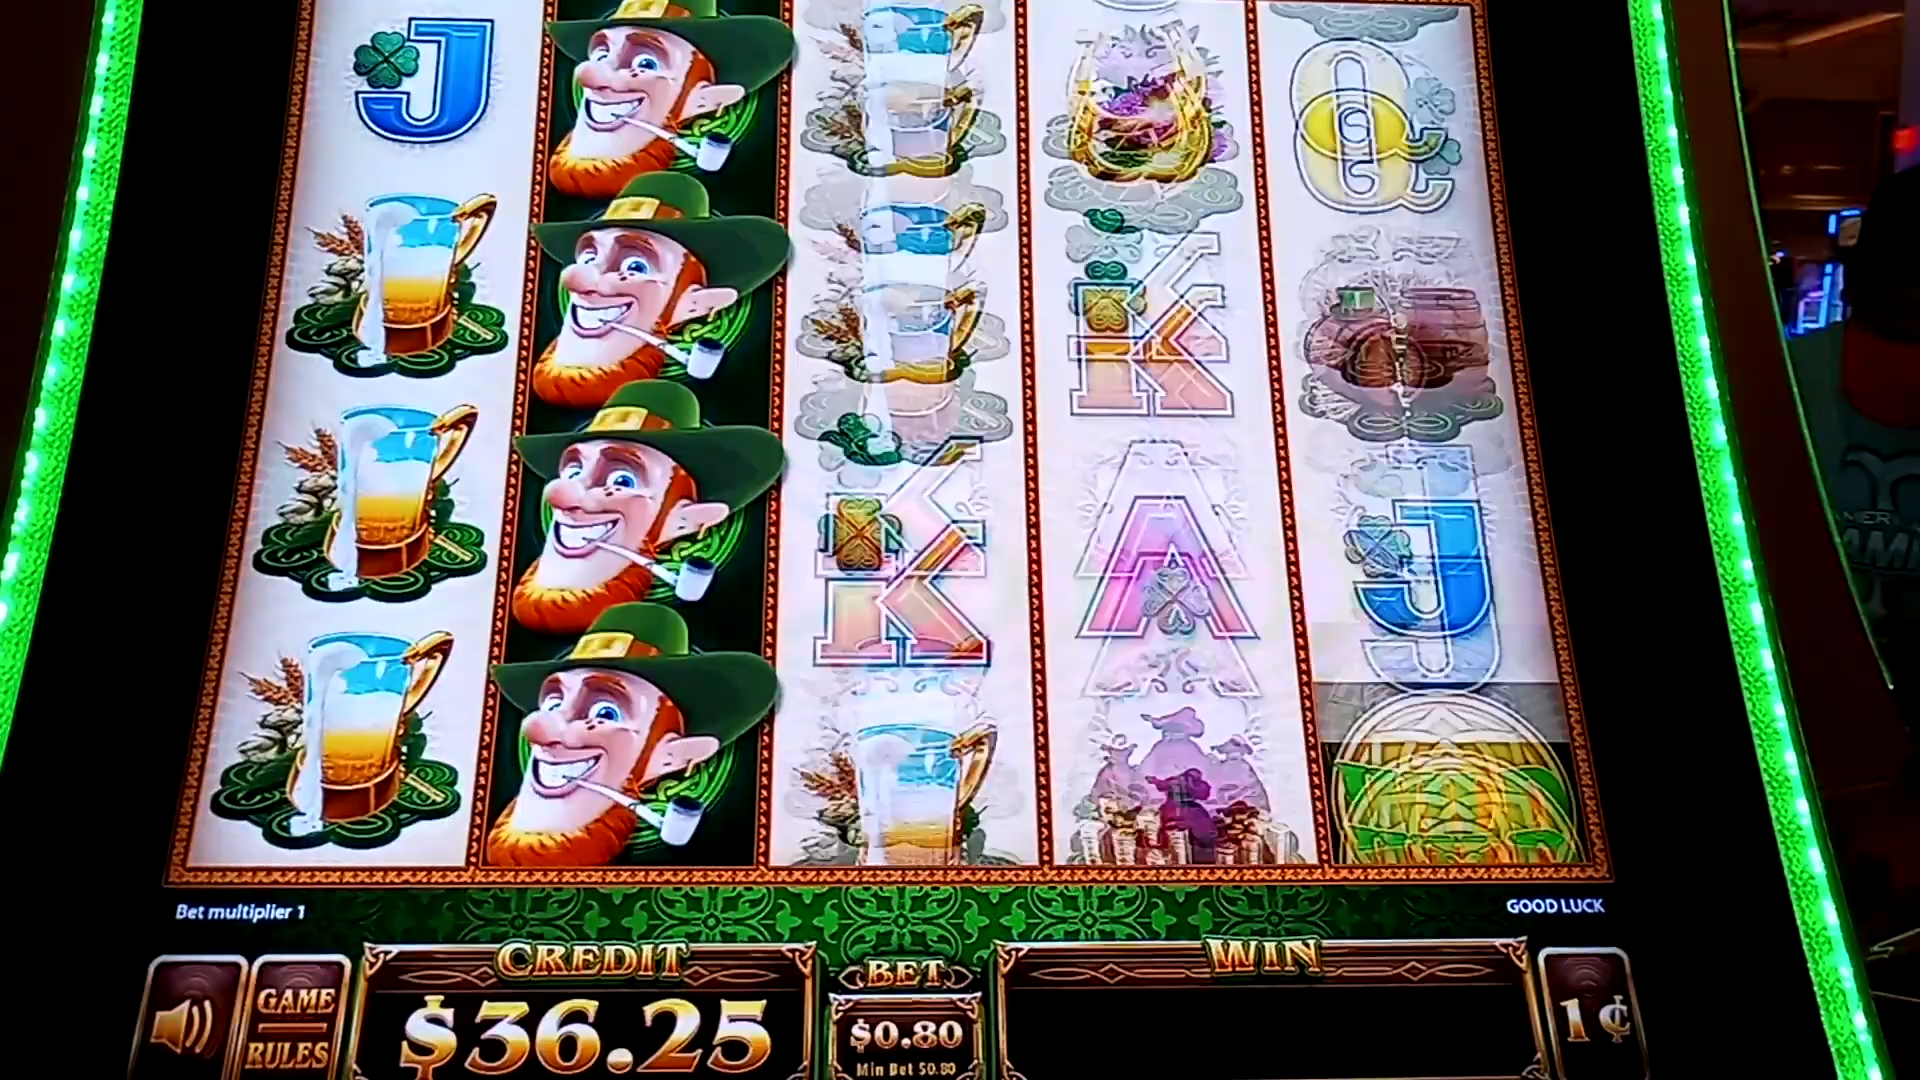 J
Q
K
K
A
J
Bet multiplier 1
GOOD LUCK
CREDIT
BET
WIN
GAME
RULES
$36.25
$0.80
Min Bet $0.80
1¢